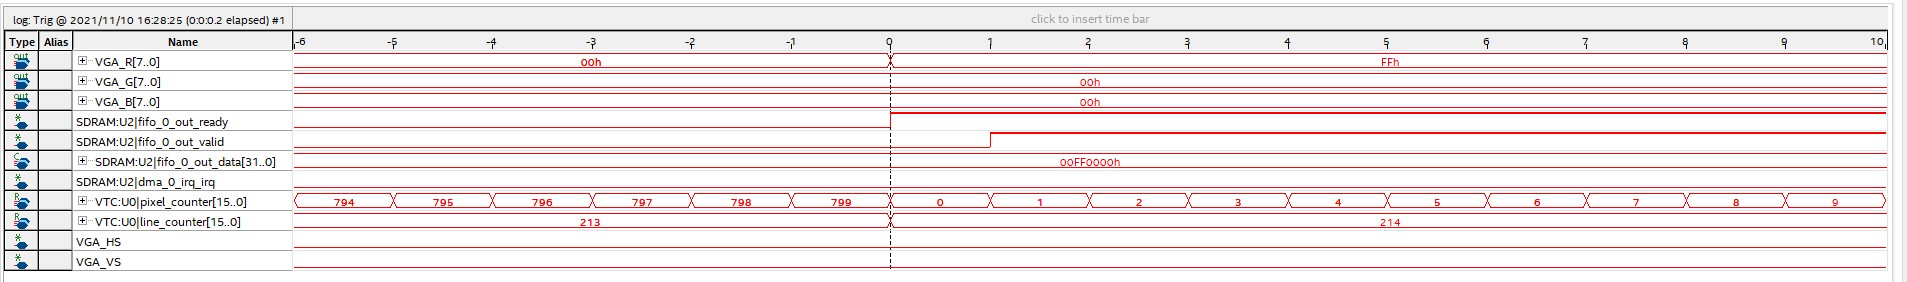 log: Trig @ 2021/11/10 16:28:25 (0:0:0.2 elapsed) #1 click to insert time bar
Type Alias Name -6 -5 -4 -3 -2 -1 0 1 2 3 4 5 6 7 8 9 10
out VGA_R[7..0] 00h FFh
out VGA_G[7..0] 00h
out VGA_B[7..0] 00h
* SDRAM:U2|fifo_0_out_ready
* SDRAM:U2|fifo_0_out_valid
C SDRAM:U2|fifo_0_out_data[31..0] 00FF0000h
* SDRAM:U2|dma_0_irq_irq
R VTC:U0|pixel_counter[15..0] 794 795 796 797 798 799 0 1 2 3 4 5 6 7 8 9
R VTC:U0|line_counter[15..0] 213 214
* VGA_HS
* VGA_VS